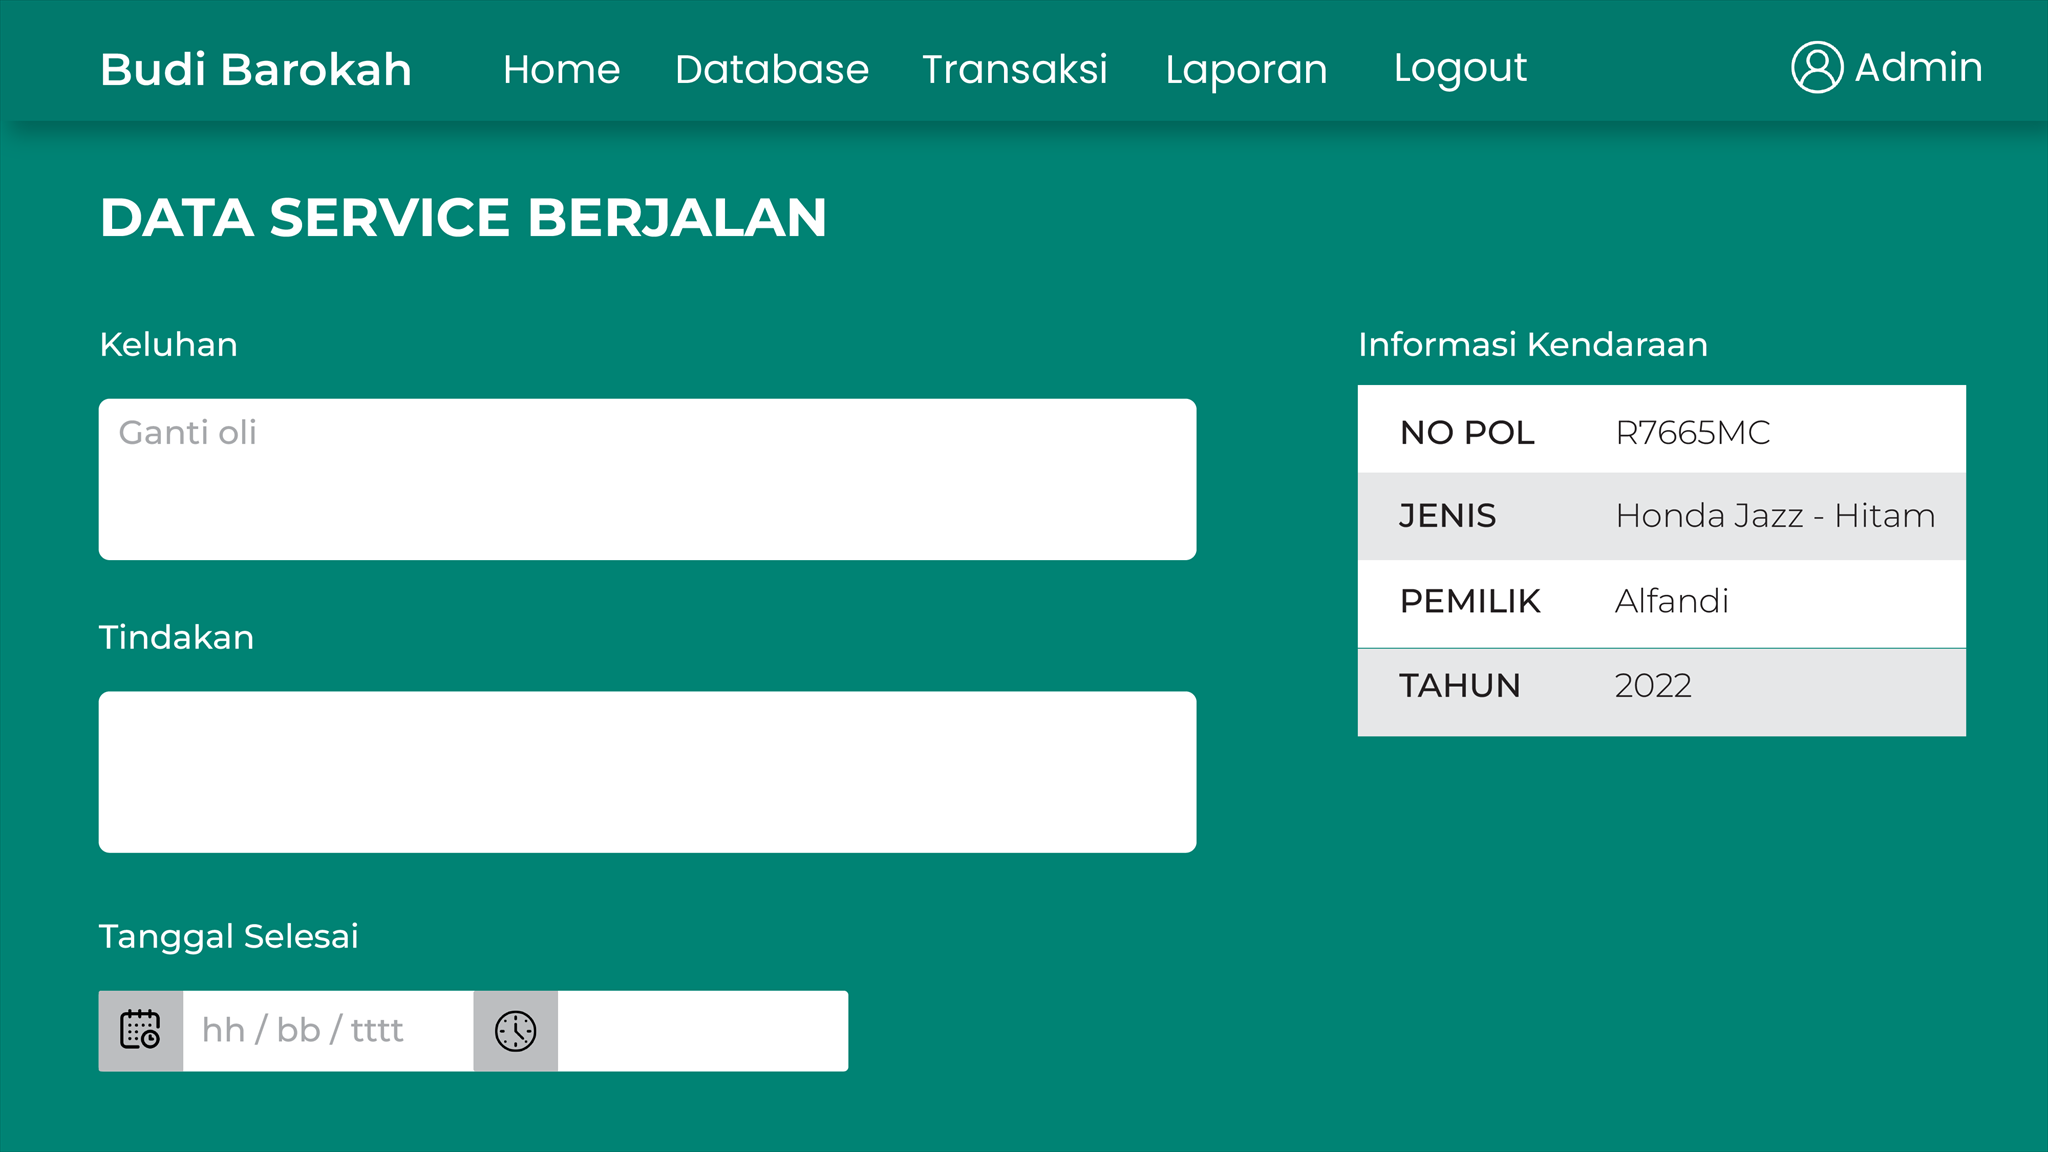 Budi Barokah Home Database Transaksi Laporan Logout Admin
DATA SERVICE BERJALAN
Keluhan
Ganti oli
Tindakan
Tanggal Selesai
hh / bb / tttt
Informasi Kendaraan
NO POL R7665MC
JENIS Honda Jazz - Hitam
PEMILIK Alfandi
TAHUN 2022